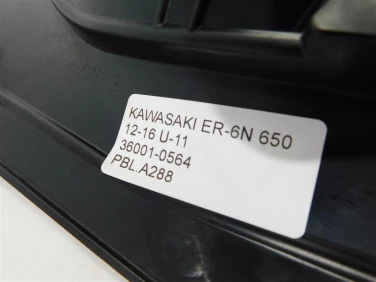 KAWASAKI ER-6N 650
12-16 U-11
36001-0564
PBL.A288